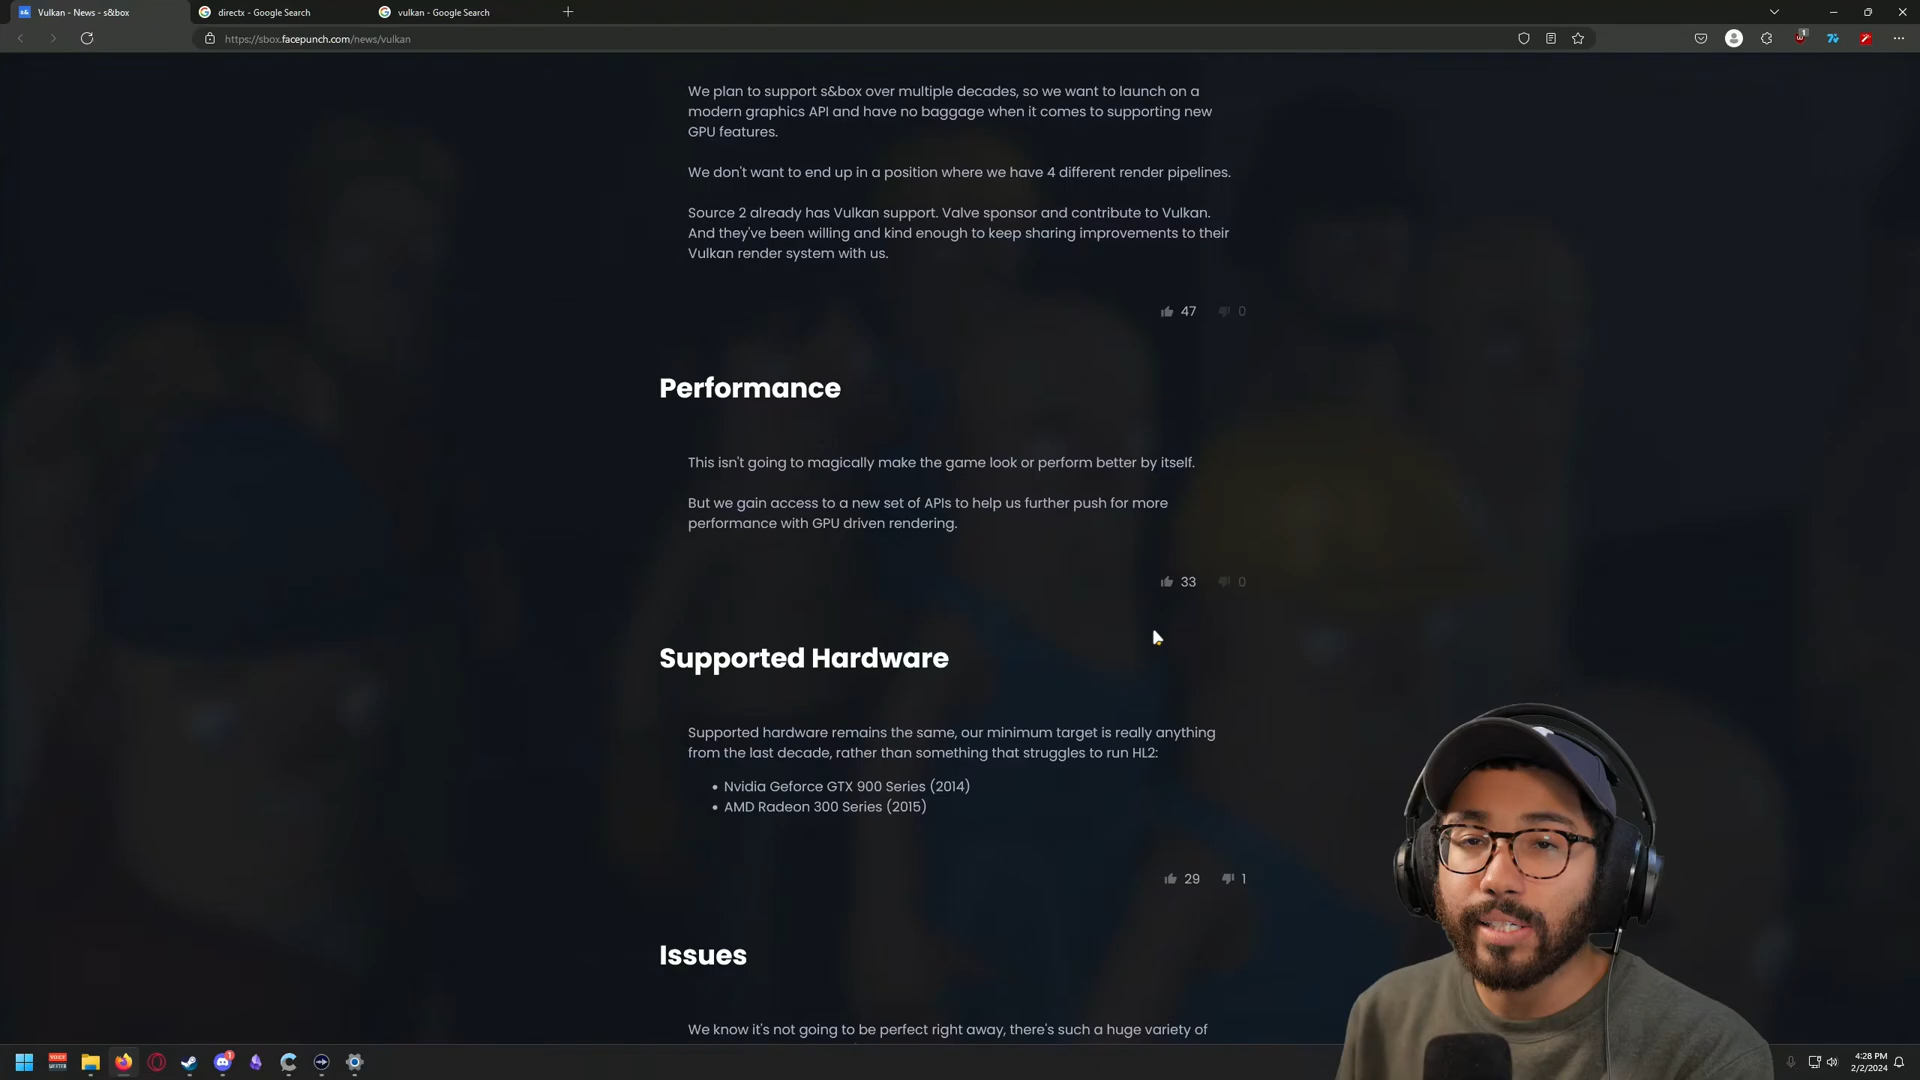 Vulkan - News - s&box
directx - Google Search
vulkan - Google Search
https://sbox.facepunch.com/news/vulkan
1
We plan to support s&box over multiple decades, so we want to launch on a
modern graphics API and have no baggage when it comes to supporting new
GPU features.
We don't want to end up in a position where we have 4 different render pipelines.
Source 2 already has Vulkan support. Valve sponsor and contribute to Vulkan.
And they've been willing and kind enough to keep sharing improvements to their
Vulkan render system with us.
47 0
Performance
This isn't going to magically make the game look or perform better by itself.
But we gain access to a new set of APIs to help us further push for more
performance with GPU driven rendering.
33 0
Supported Hardware
Supported hardware remains the same, our minimum target is really anything
from the last decade, rather than something that struggles to run HL2:
• Nvidia Geforce GTX 900 Series (2014)
• AMD Radeon 300 Series (2015)
29 1
Issues
We know it's not going to be perfect right away, there's such a huge variety of
4:28 PM
2/2/2024